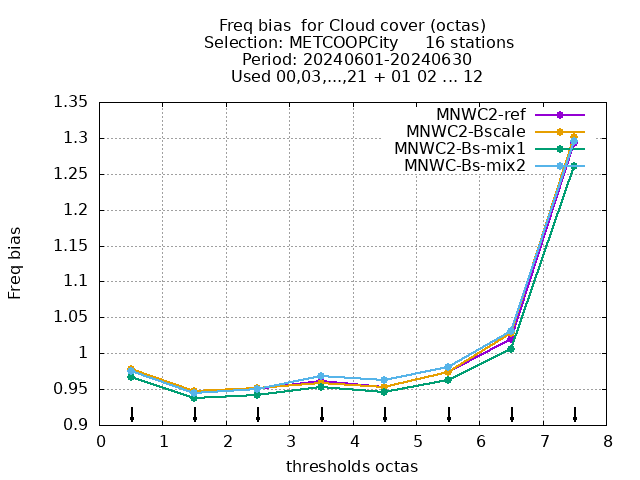 Freq bias  for Cloud cover (octas)
Selection: METCOOPCity     16 stations
Period: 20240601-20240630
Used 00,03,...,21 + 01 02 ... 12
MNWC2-ref
MNWC2-Bscale
MNWC2-Bs-mix1
MNWC-Bs-mix2
1.35
1.3
1.25
1.2
1.15
1.1
1.05
1
0.95
0.9
Freq bias
0 1 2 3 4 5 6 7 8
thresholds octas